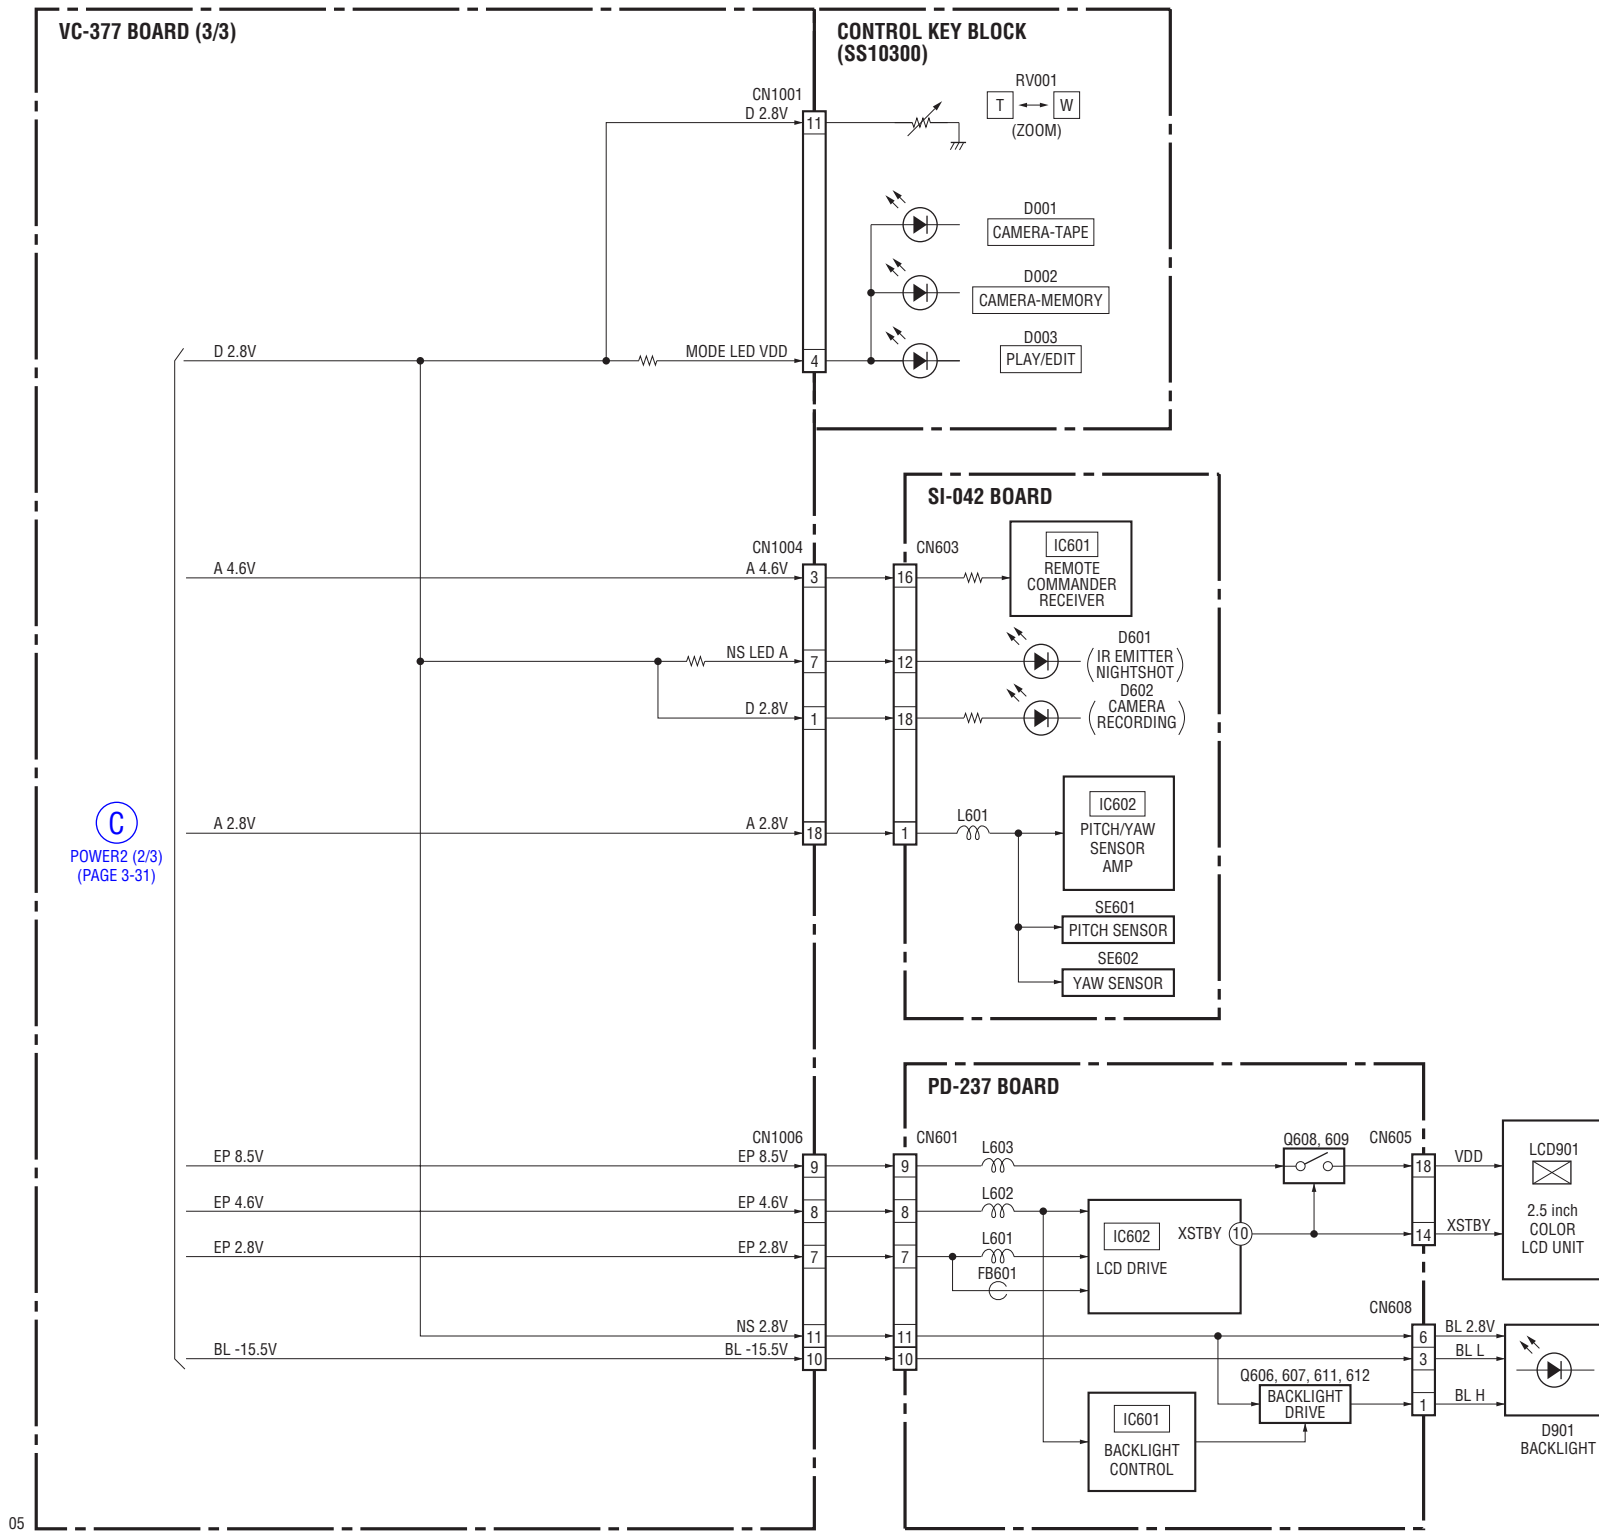 VC-377 BOARD (3/3)
CONTROL KEY BLOCK
(SS10300)
CN1001
D 2.8V
11
RV001
T
W
(ZOOM)
D001
CAMERA-TAPE
D002
CAMERA-MEMORY
D003
PLAY/EDIT
D 2.8V
MODE LED VDD
4
SI-042 BOARD
CN1004
CN603
A 4.6V
A 4.6V
3
16
IC601
REMOTE
COMMANDER
RECEIVER
NS LED A
7
12
D601
(IR EMITTER
NIGHTSHOT)
D 2.8V
1
18
D602
(CAMERA
RECORDING)
C
POWER2 (2/3)
(PAGE 3-31)
A 2.8V
A 2.8V
18
1
L601
IC602
PITCH/YAW
SENSOR
AMP
SE601
PITCH SENSOR
SE602
YAW SENSOR
PD-237 BOARD
CN1006
CN601
EP 8.5V
EP 8.5V
9
9
L603
Q608, 609
CN605
18
VDD
LCD901
2.5 inch
COLOR
LCD UNIT
EP 4.6V
EP 4.6V
8
8
L602
IC602
LCD DRIVE
XSTBY
10
14
XSTBY
EP 2.8V
EP 2.8V
7
7
L601
FB601
CN608
NS 2.8V
11
11
6
BL 2.8V
BL -15.5V
BL -15.5V
10
10
3
BL L
Q606, 607, 611, 612
BACKLIGHT
DRIVE
1
BL H
IC601
BACKLIGHT
CONTROL
D901
BACKLIGHT
05